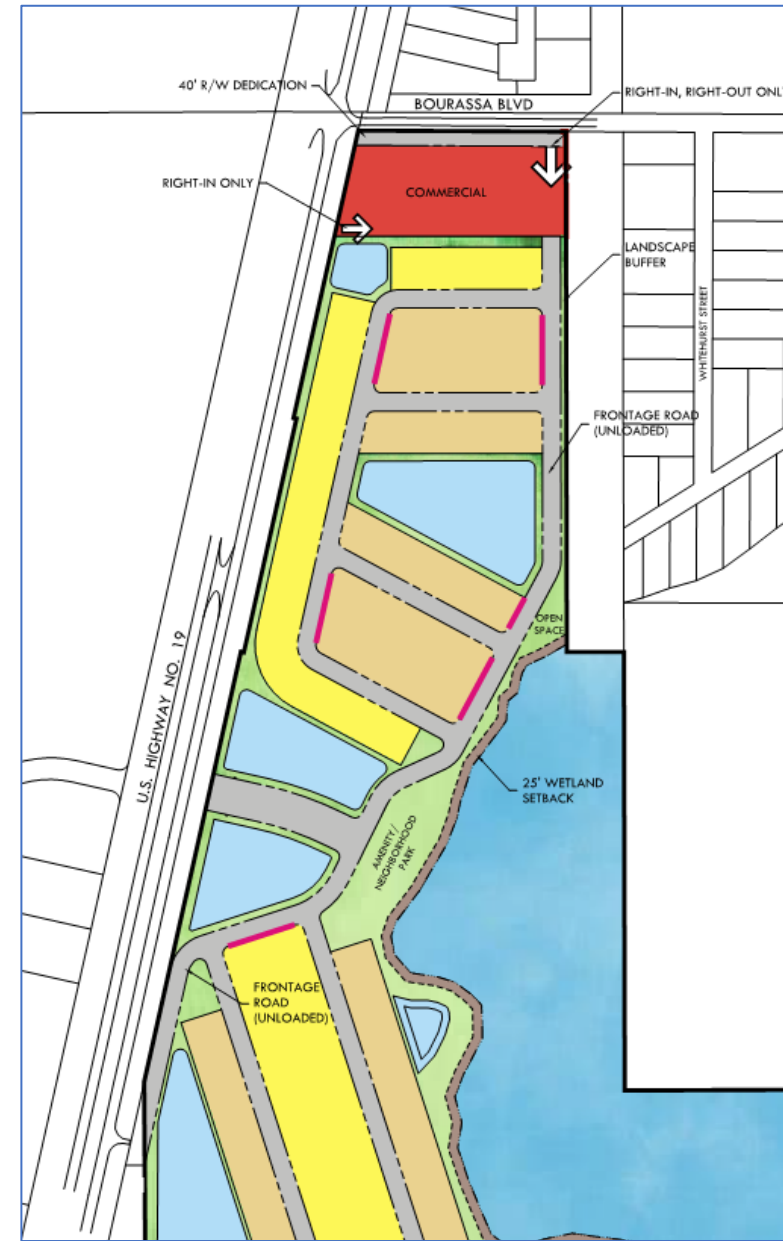 40' R/W DEDICATION
BOURASSA BLVD
RIGHT-IN, RIGHT-OUT ONL
RIGHT-IN ONLY
COMMERCIAL
LANDSCAPE
BUFFER
WHITEHURST STREET
FRONTAGE ROAD
(UNLOADED)
OPEN
SPACE
U.S. HIGHWAY NO. 19
25' WETLAND
SETBACK
AMENITY/
NEIGHBORHOOD
PARK
FRONTAGE
ROAD
(UNLOADED)